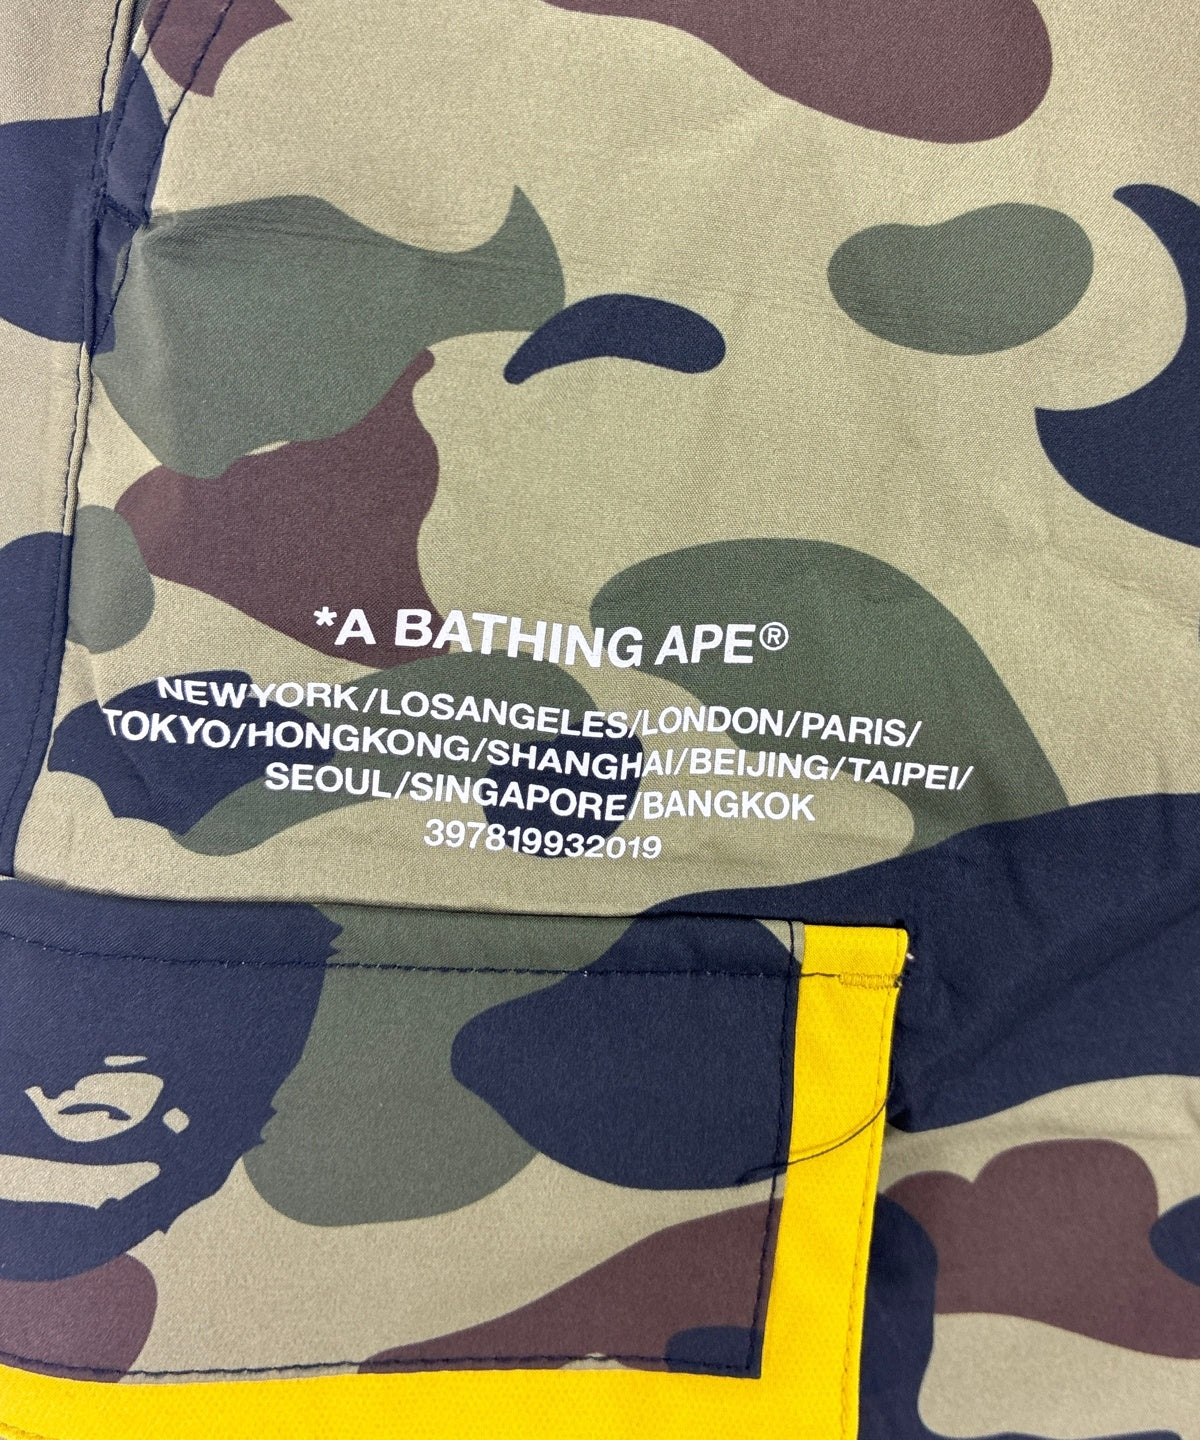 *A BATHING APE®
NEWYORK/LOSANGELES/LONDON/PARIS/
TOKYO/HONGKONG/SHANGHAI/BEIJING/TAIPEI/
SEOUL/SINGAPORE/BANGKOK
397819932019